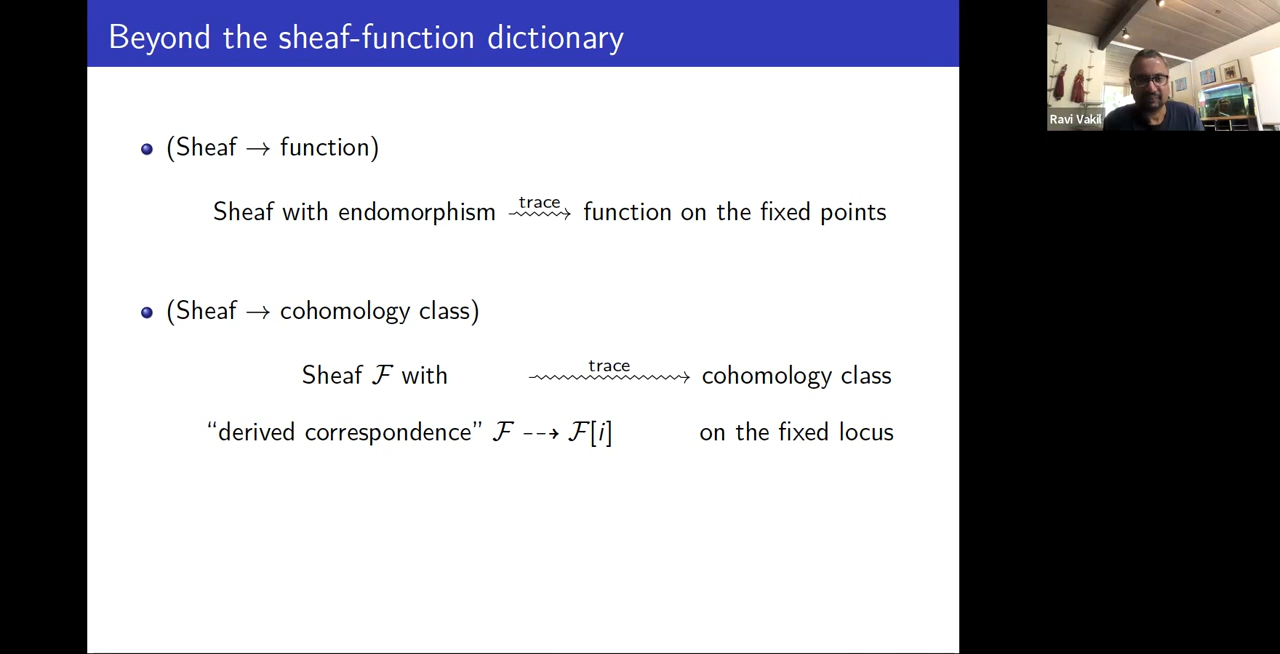 Beyond the sheaf-function dictionary
(Sheaf → function)
Sheaf with endomorphism trace function on the fixed points
(Sheaf → cohomology class)
Sheaf ℱ with trace cohomology class
“derived correspondence” ℱ ⇢ ℱ[i] on the fixed locus
Ravi Vakil